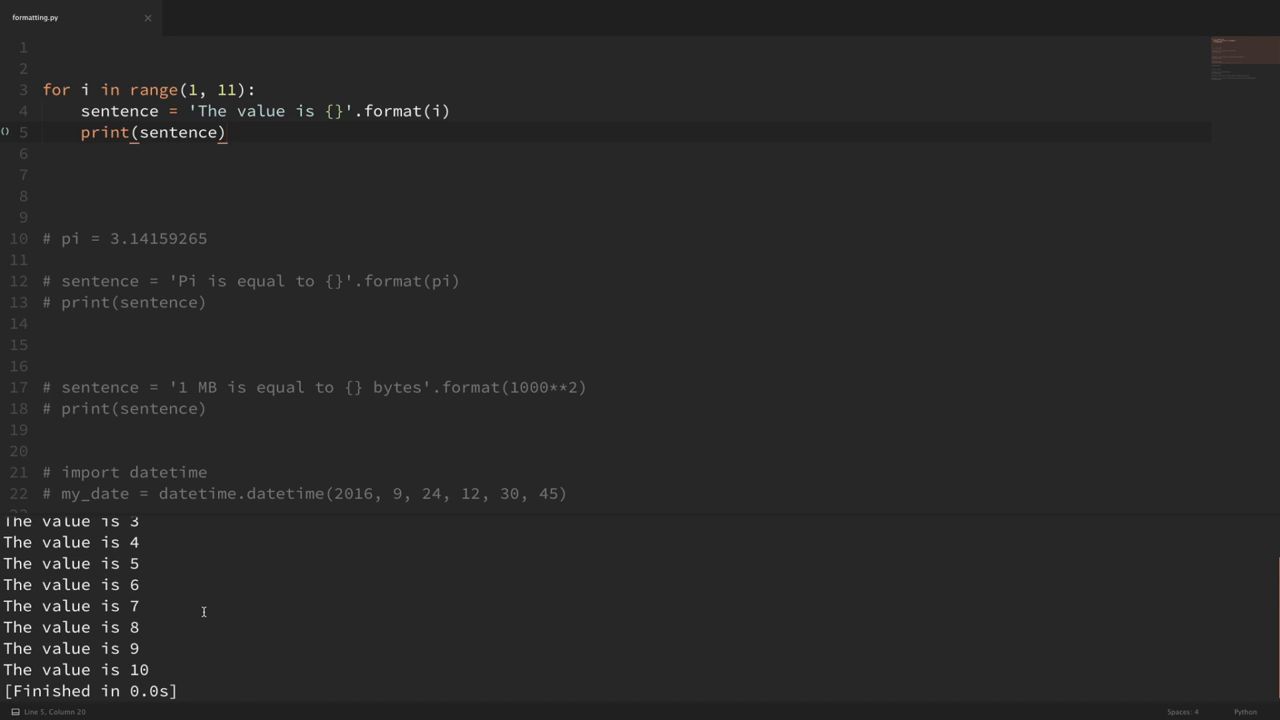 formatting.py
1
2
3 for i in range(1, 11):
4     sentence = 'The value is {}'.format(i)
() 5     print(sentence)
6
7
8
9
10 # pi = 3.14159265
11
12 # sentence = 'Pi is equal to {}'.format(pi)
13 # print(sentence)
14
15
16
17 # sentence = '1 MB is equal to {} bytes'.format(1000**2)
18 # print(sentence)
19
20
21 # import datetime
22 # my_date = datetime.datetime(2016, 9, 24, 12, 30, 45)
The value is 3
The value is 4
The value is 5
The value is 6
The value is 7
The value is 8
The value is 9
The value is 10
[Finished in 0.0s]
Line 5, Column 20 Spaces: 4 Python